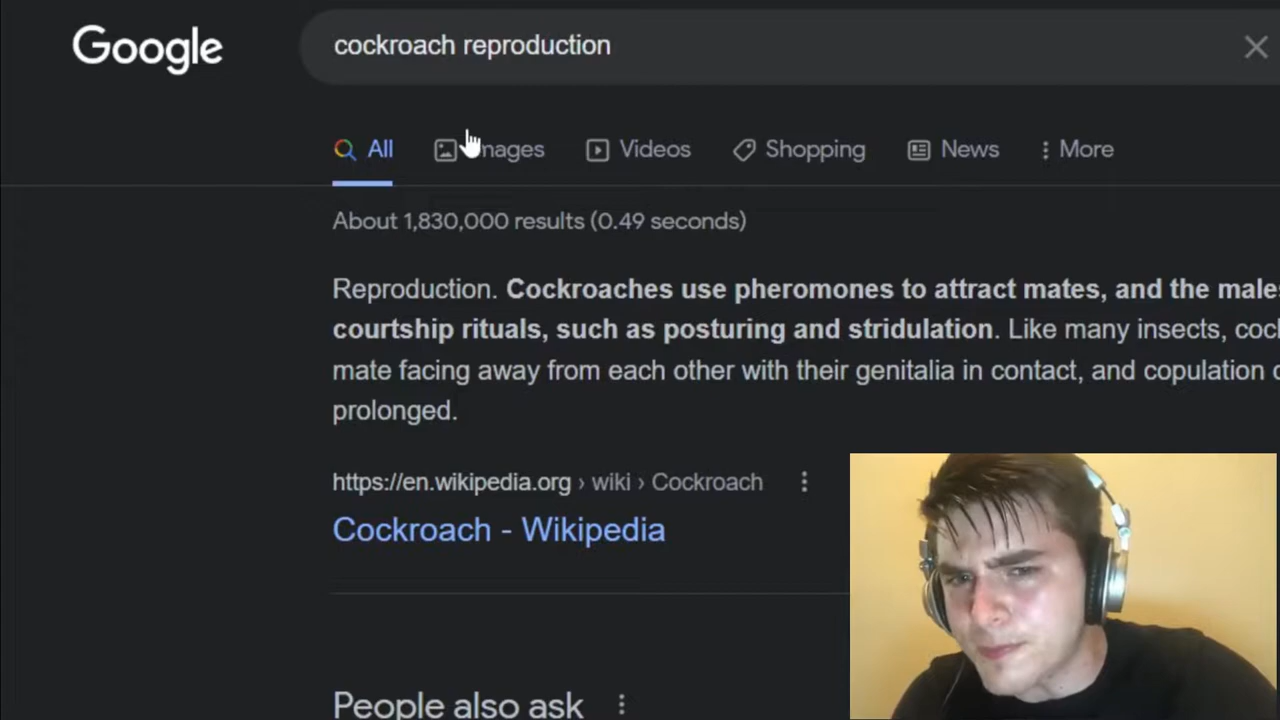 Google
cockroach reproduction
All
Videos
Shopping
News
More
About 1,830,000 results (0.49 seconds)
Reproduction. Cockroaches use pheromones to attract mates, and the males
courtship rituals, such as posturing and stridulation. Like many insects,
mate facing away from each other with their genitalia in contact, and copulation
prolonged.
https://en.wikipedia.org › wiki › Cockroach
Cockroach - Wikipedia
People also ask